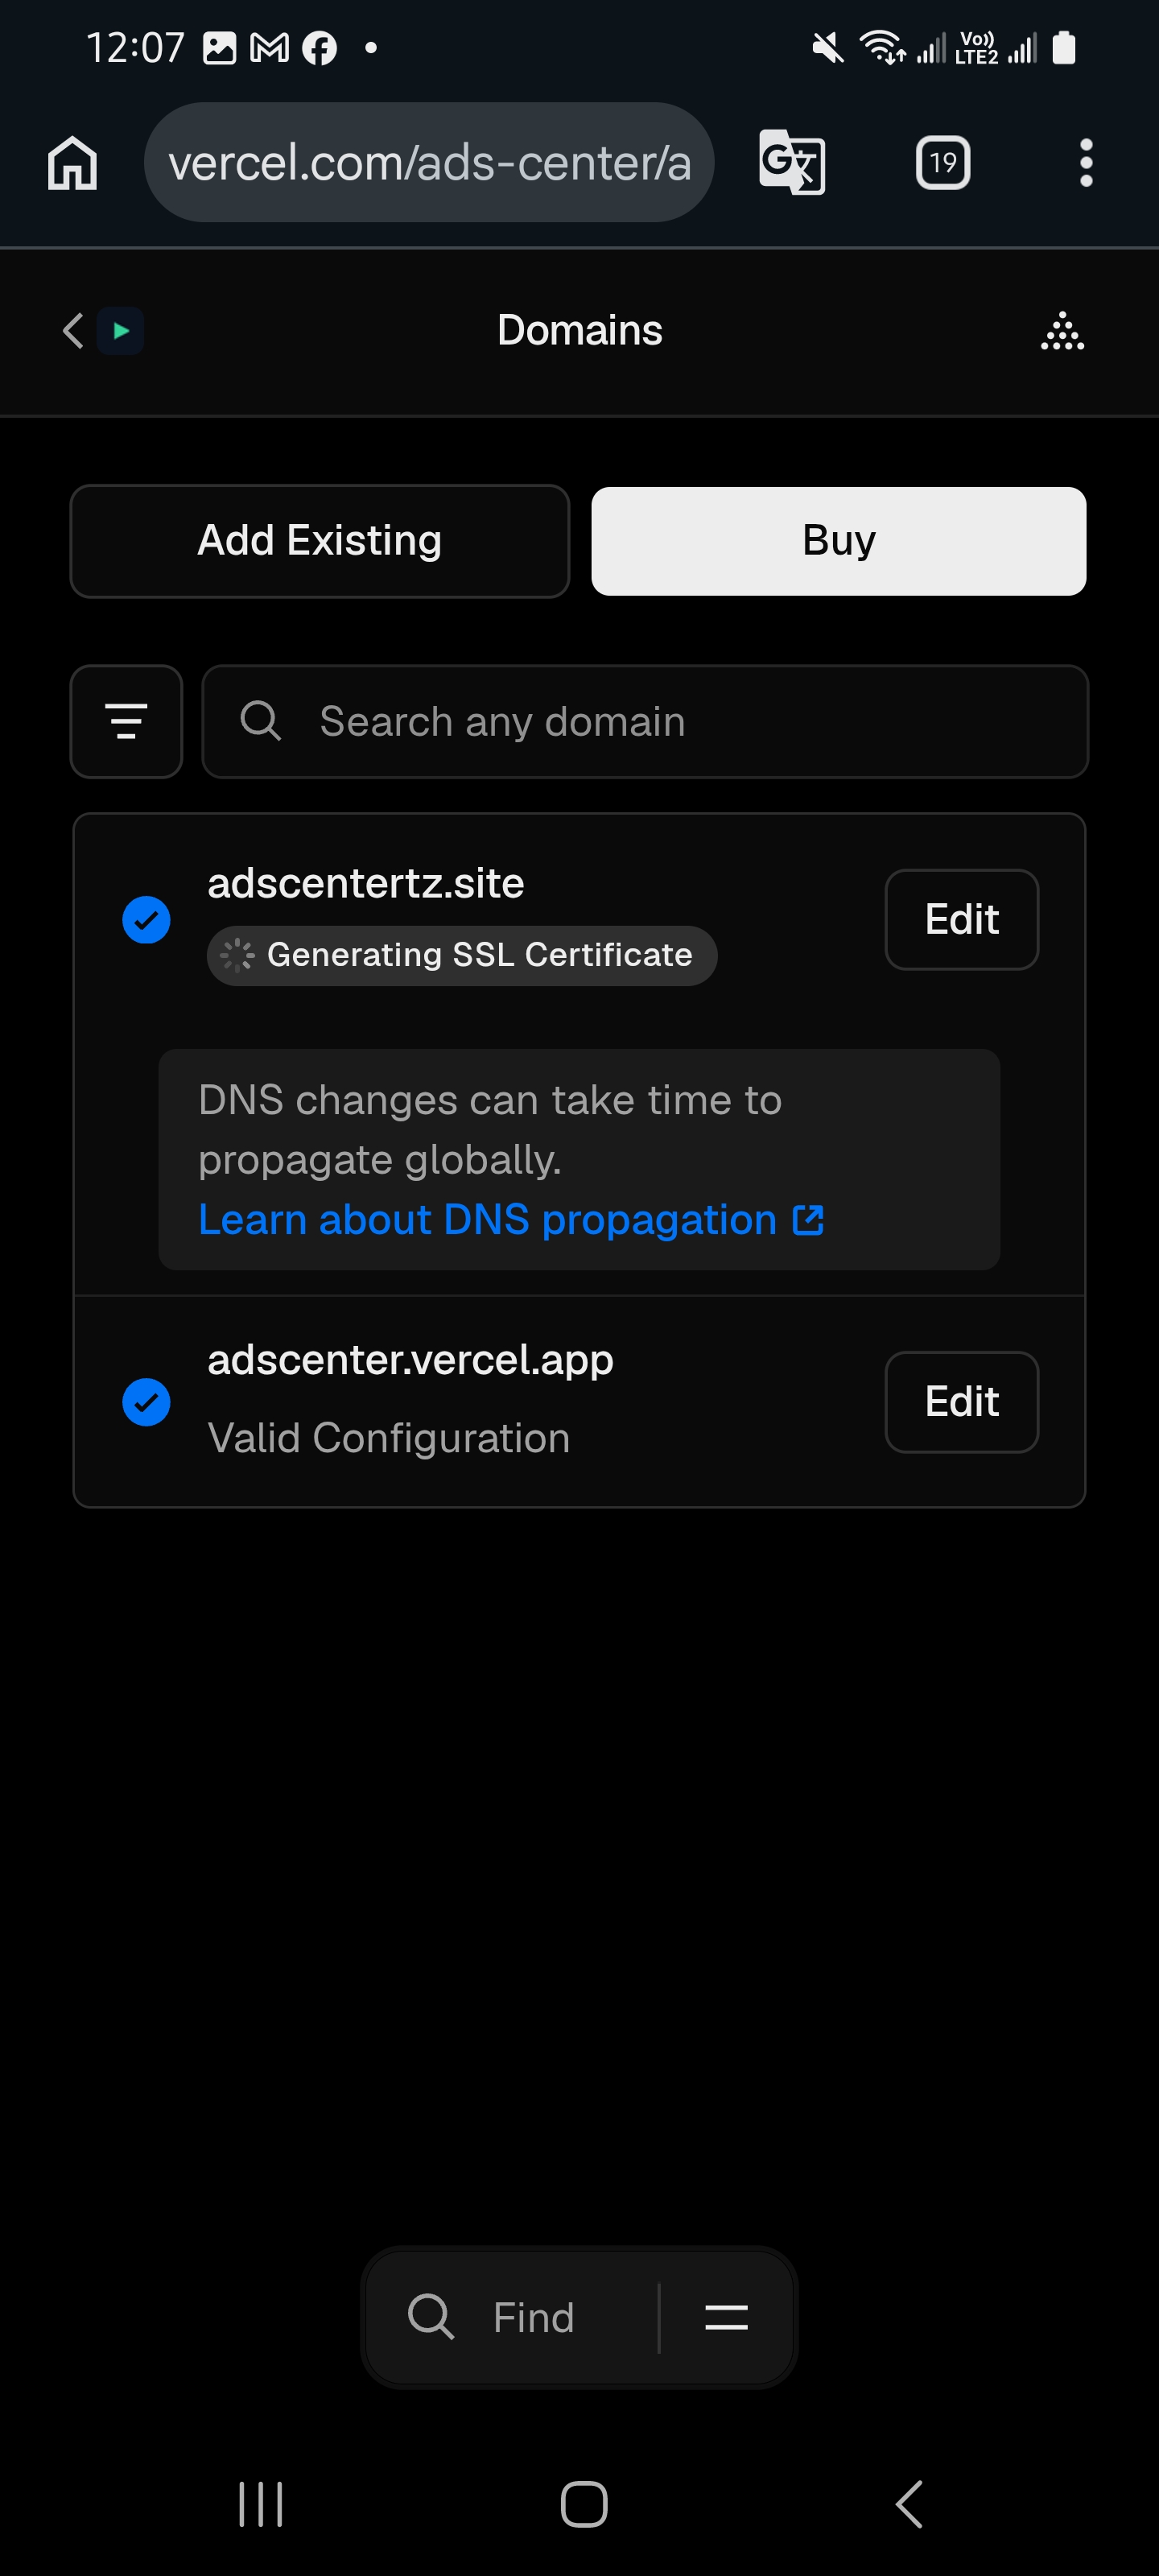 12:07
Vo)) LTE2
vercel.com/ads-center/a
19
Domains
Add Existing
Buy
Search any domain
adscentertz.site
Generating SSL Certificate
Edit
DNS changes can take time to
propagate globally.
Learn about DNS propagation
adscenter.vercel.app
Valid Configuration
Edit
Find